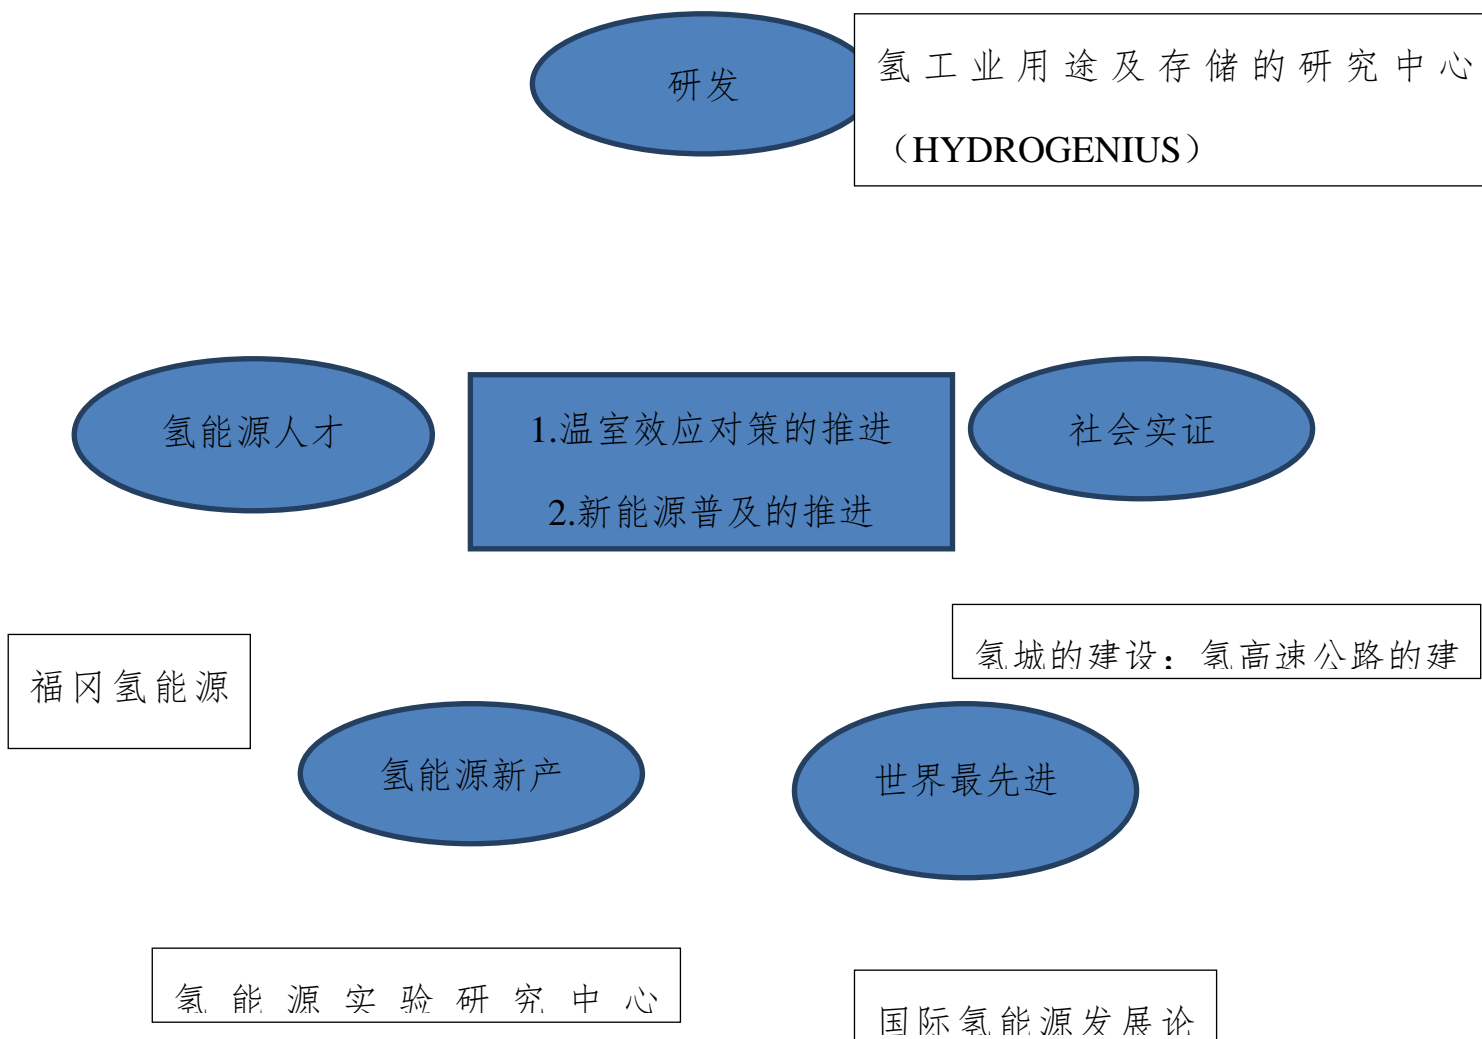 研发
氢工业用途及存储的研究中心
（HYDROGENIUS）
氢能源人才
1.温室效应对策的推进
2.新能源普及的推进
社会实证
氢城的建设：氢高速公路的建
福冈氢能源
氢能源新产
世界最先进
氢能源实验研究中心
国际氢能源发展论